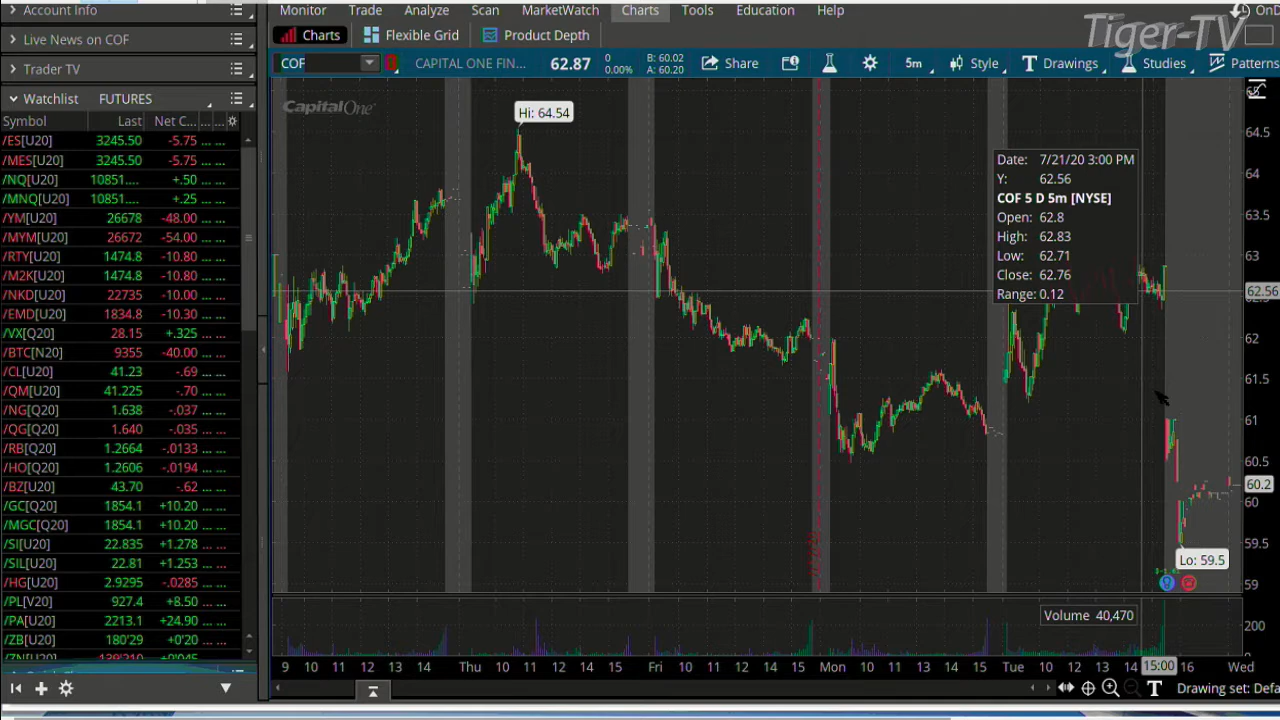 Account Info
Live News on COF
Trader TV
Watchlist FUTURES
Symbol Last Net C... ... ...
/ES[U20] 3245.50 -5.75 ... ...
/MES[U20] 3245.50 -5.75 ... ...
/NQ[U20] 10851.... +.50 ... ...
/MNQ[U20] 10851.... +.25 ... ...
/YM[U20] 26678 -48.00 ... ...
/MYM[U20] 26672 -54.00 ... ...
/RTY[U20] 1474.8 -10.80 ... ...
/M2K[U20] 1474.8 -10.80 ... ...
/NKD[U20] 22735 -10.00 ... ...
/EMD[U20] 1834.8 -10.30 ... ...
/VX[Q20] 28.15 +.325 ... ...
/BTC[N20] 9355 -40.00 ... ...
/CL[U20] 41.23 -.69 ... ...
/QM[U20] 41.225 -.70 ... ...
/NG[Q20] 1.638 -.037 ... ...
/QG[Q20] 1.640 -.035 ... ...
/RB[Q20] 1.2664 -.0133 ... ...
/HO[Q20] 1.2606 -.0194 ... ...
/BZ[U20] 43.70 -.62 ... ...
/GC[Q20] 1854.1 +10.20 ... ...
/MGC[Q20] 1854.1 +10.20 ... ...
/SI[U20] 22.835 +1.278 ... ...
/SIL[U20] 22.81 +1.253 ... ...
/HG[U20] 2.9295 -.0285 ... ...
/PL[V20] 927.4 +8.50 ... ...
/PA[U20] 2213.1 +24.90 ... ...
/ZB[U20] 180'29 +0'20 ... ...
/ZN[U20] 139'210 +0'045
Monitor Trade Analyze Scan MarketWatch Charts Tools Education Help
OnD
Tiger-TV
Charts Flexible Grid Product Depth
COF CAPITAL ONE FIN... 62.87 0 B: 60.02 Share 5m Style Drawings Studies Patterns
0.00% A: 60.20
CapitalOne
Hi: 64.54
Date: 7/21/20 3:00 PM
Y: 62.56
COF 5 D 5m [NYSE]
Open: 62.8
High: 62.83
Low: 62.71
Close: 62.76
Range: 0.12
65
64.5
64
63.5
63
62.56
62
61.5
61
60.5
60.2
60
59.5
59
Lo: 59.5
Volume 40,470
200
0
9 10 11 12 13 14 Thu 10 11 12 14 15 Fri 10 12 14 15 Mon 10 11 12 14 15 Tue 10 12 14 15:00 16 Wed
Drawing set: Defa